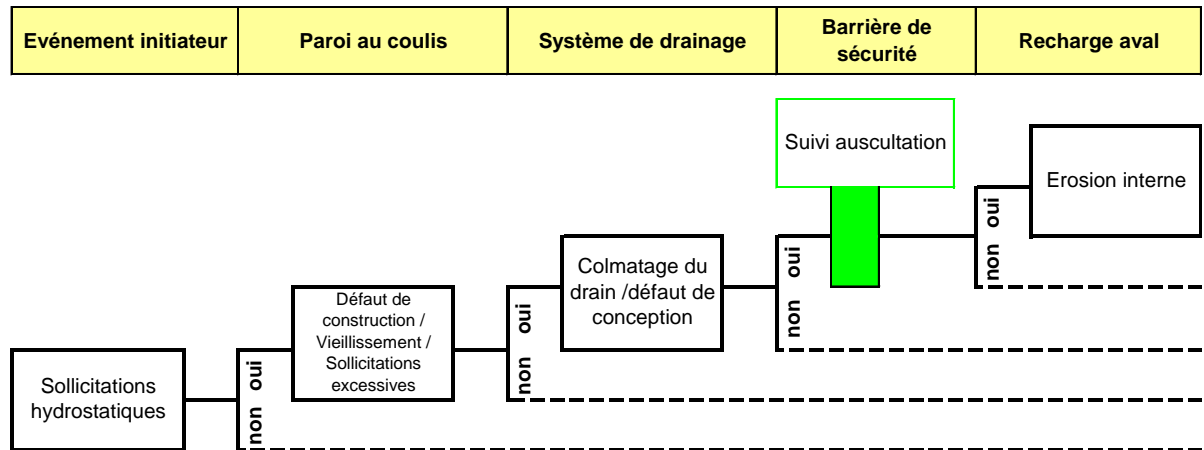 Evénement initiateur
Paroi au coulis
Système de drainage
Barrière de
sécurité
Recharge aval
Suivi auscultation
Erosion interne
oui
non
Colmatage du
drain /défaut de
conception
oui
non
Défaut de
construction /
Vieillissement /
Sollicitations
excessives
oui
non
Sollicitations
hydrostatiques
oui
non